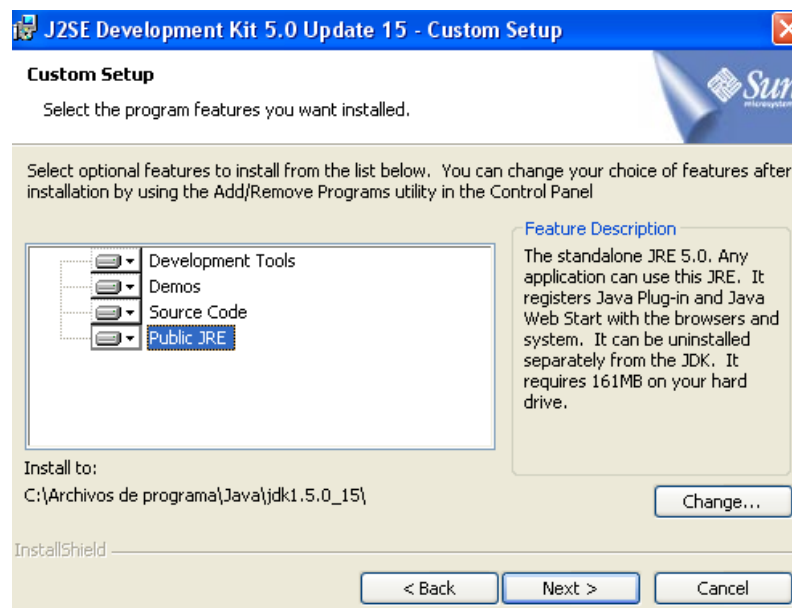 J2SE Development Kit 5.0 Update 15 - Custom Setup
Custom Setup
Select the program features you want installed.
Sun
microsystems
Select optional features to install from the list below.  You can change your choice of features after
installation by using the Add/Remove Programs utility in the Control Panel
Development Tools
Demos
Source Code
Public JRE
Feature Description
The standalone JRE 5.0. Any
application can use this JRE.  It
registers Java Plug-in and Java
Web Start with the browsers and
system.  It can be uninstalled
separately from the JDK.  It
requires 161MB on your hard
drive.
Install to:
C:\Archivos de programa\Java\jdk1.5.0_15\
Change...
InstallShield
< Back
Next >
Cancel